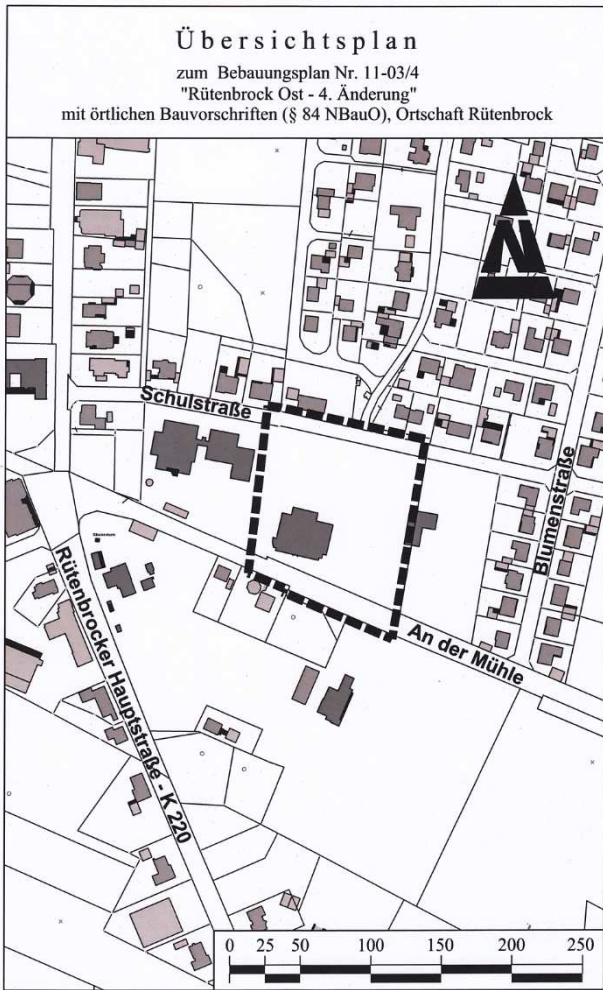 Übersichtsplan
zum Bebauungsplan Nr. 11-03/4
"Rütenbrock Ost - 4. Änderung"
mit örtlichen Bauvorschriften (§ 84 NBauO), Ortschaft Rütenbrock
N
Schulstraße
Blumenstraße
Rütenbrocker Hauptstraße - K 220
An der Mühle
0 25 50 100 150 200 250